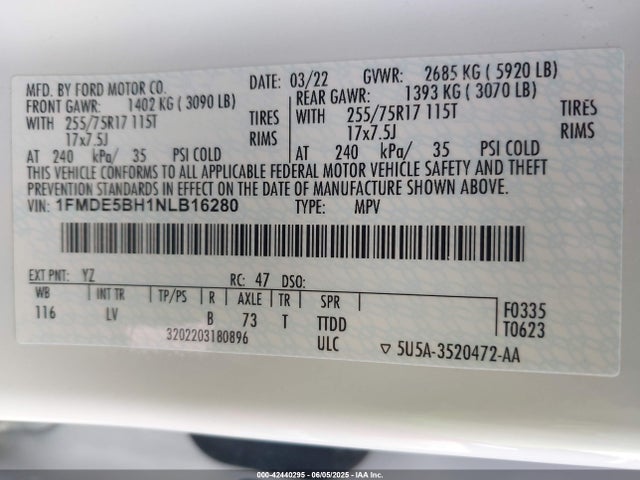 MFD. BY FORD MOTOR CO.
DATE: 03/22 GVWR: 2685 KG ( 5920 LB)
FRONT GAWR: 1402 KG ( 3090 LB) REAR GAWR: 1393 KG ( 3070 LB)
WITH 255/75R17 115T TIRES WITH 255/75R17 115T TIRES
17x7.5J RIMS 17x7.5J RIMS
AT 240 kPa/ 35 PSI COLD AT 240 kPa/ 35 PSI COLD
THIS VEHICLE CONFORMS TO ALL APPLICABLE FEDERAL MOTOR VEHICLE SAFETY AND THEFT
PREVENTION STANDARDS IN EFFECT ON THE DATE OF MANUFACTURE SHOWN ABOVE.
VIN: 1FMDE5BH1NLB16280 TYPE: MPV
EXT PNT: YZ RC: 47 DSO:
WB INT TR TP/PS R AXLE TR SPR F0335
116 LV B 73 T TTDD T0623
3202203180896 ULC ▽ 5U5A-3520472-AA
000-42440295 - 06/05/2025 - IAA Inc.